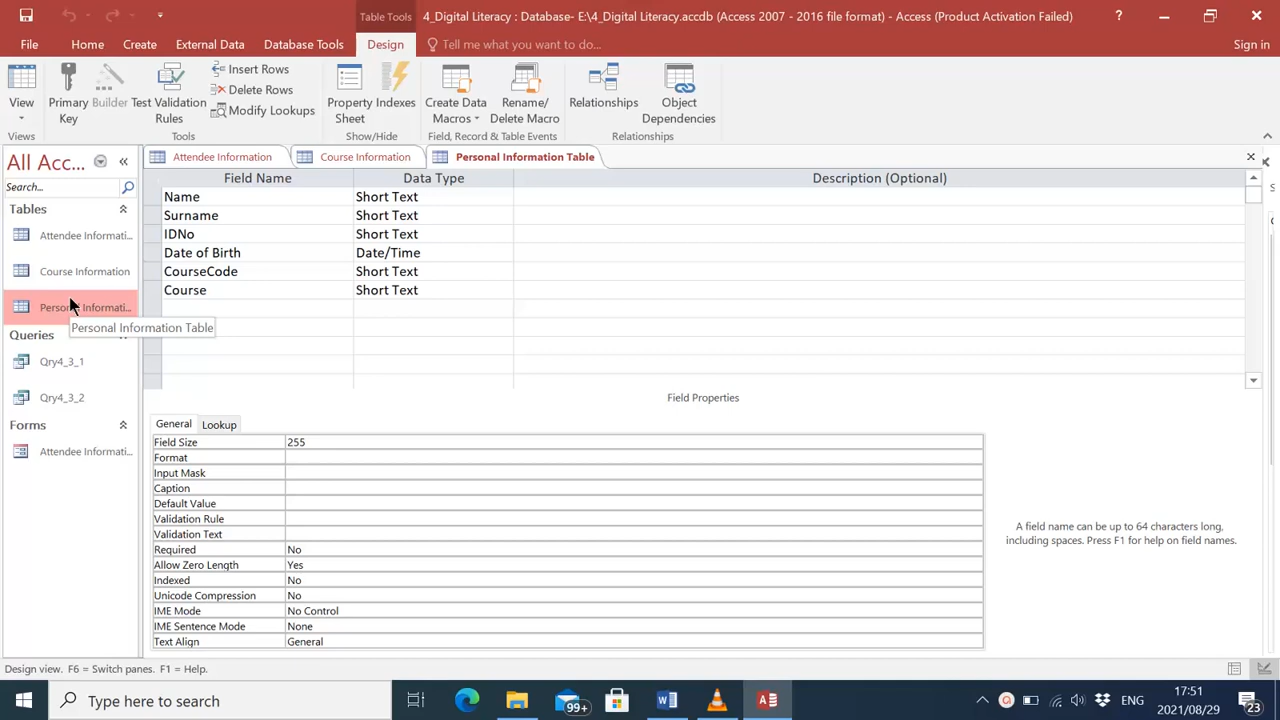 Table Tools
4_Digital Literacy : Database- E:\4_Digital Literacy.accdb (Access 2007 - 2016 file format) - Access (Product Activation Failed)
?
File Home Create External Data Database Tools Design Tell me what you want to do... Sign in
View
Primary Key
Builder
Test Validation Rules
Insert Rows
Delete Rows
Modify Lookups
Property Sheet
Indexes
Create Data Macros
Rename/ Delete Macro
Relationships
Object Dependencies
Views Tools Show/Hide Field, Record & Table Events Relationships
All Acc...
Search...
Tables
Attendee Informati...
Course Information
Personal Informati...
Personal Information Table
Queries
Qry4_3_1
Qry4_3_2
Forms
Attendee Informati...
Attendee Information Course Information Personal Information Table
Field Name Data Type Description (Optional)
Name Short Text
Surname Short Text
IDNo Short Text
Date of Birth Date/Time
CourseCode Short Text
Course Short Text
Field Properties
General Lookup
Field Size 255
Format
Input Mask
Caption
Default Value
Validation Rule
Validation Text
Required No
Allow Zero Length Yes
Indexed No
Unicode Compression No
IME Mode No Control
IME Sentence Mode None
Text Align General
A field name can be up to 64 characters long,
including spaces. Press F1 for help on field names.
Design view. F6 = Switch panes. F1 = Help.
Type here to search
99+
ENG
17:51
2021/08/29
23